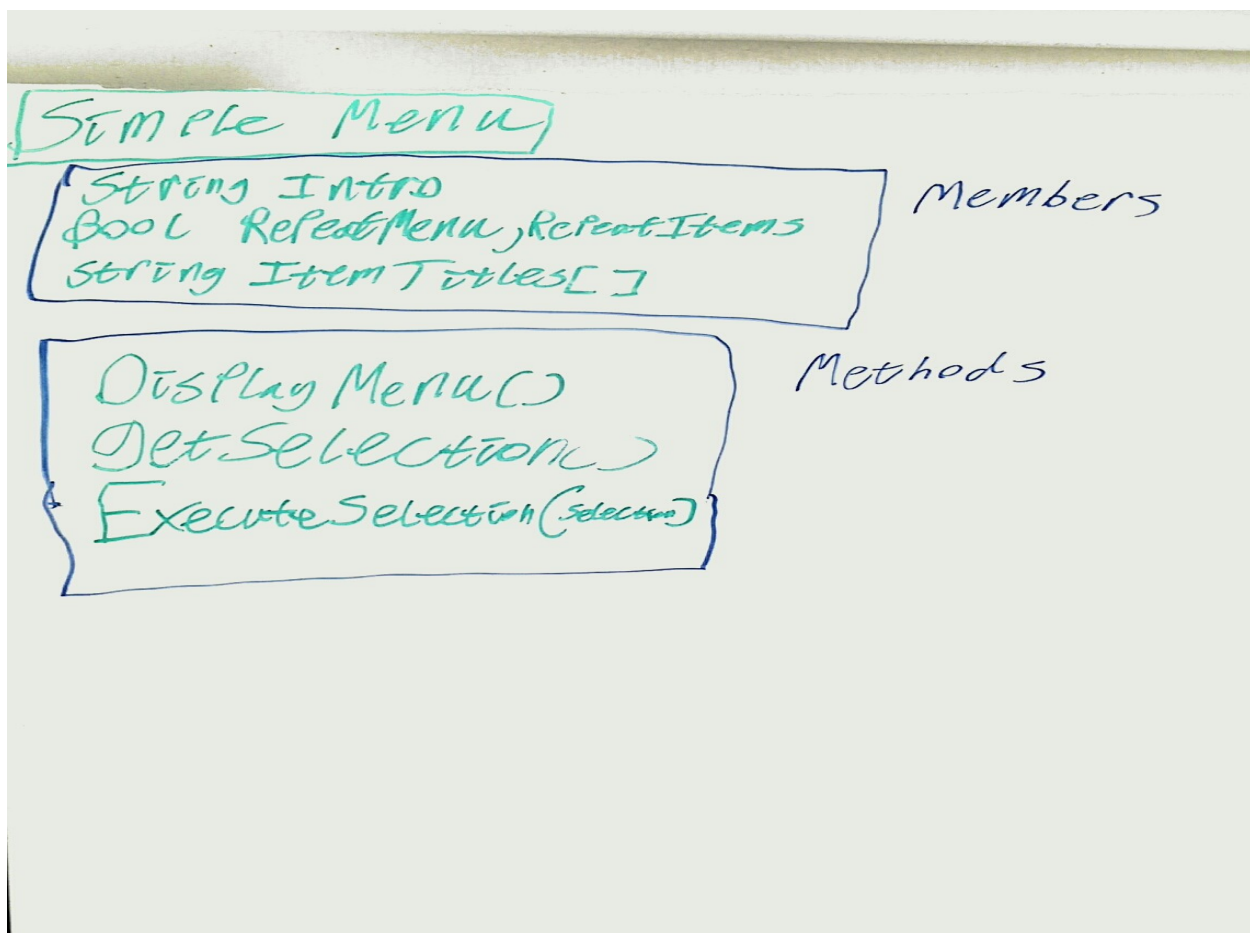 Simple Menu
String Intro
Bool RepeatMenu, RepeatItems
String ItemTitles[]
Members
DisplayMenu()
getSelection()
ExecuteSelection(Selection)
Methods